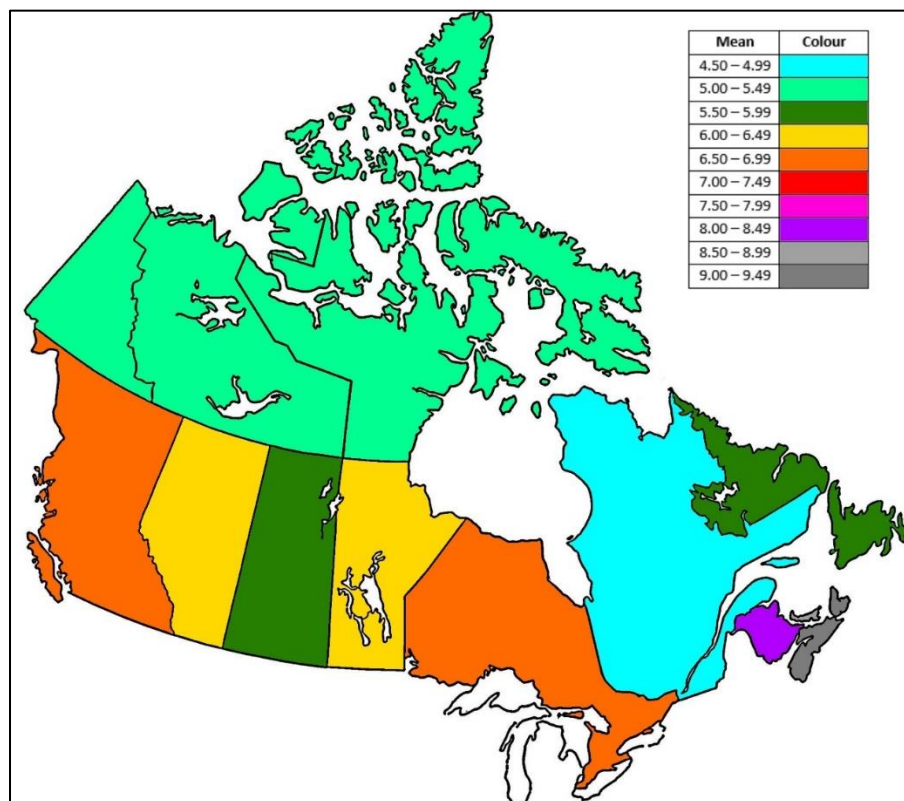 Mean Colour
4.50 – 4.99
5.00 – 5.49
5.50 – 5.99
6.00 – 6.49
6.50 – 6.99
7.00 – 7.49
7.50 – 7.99
8.00 – 8.49
8.50 – 8.99
9.00 – 9.49